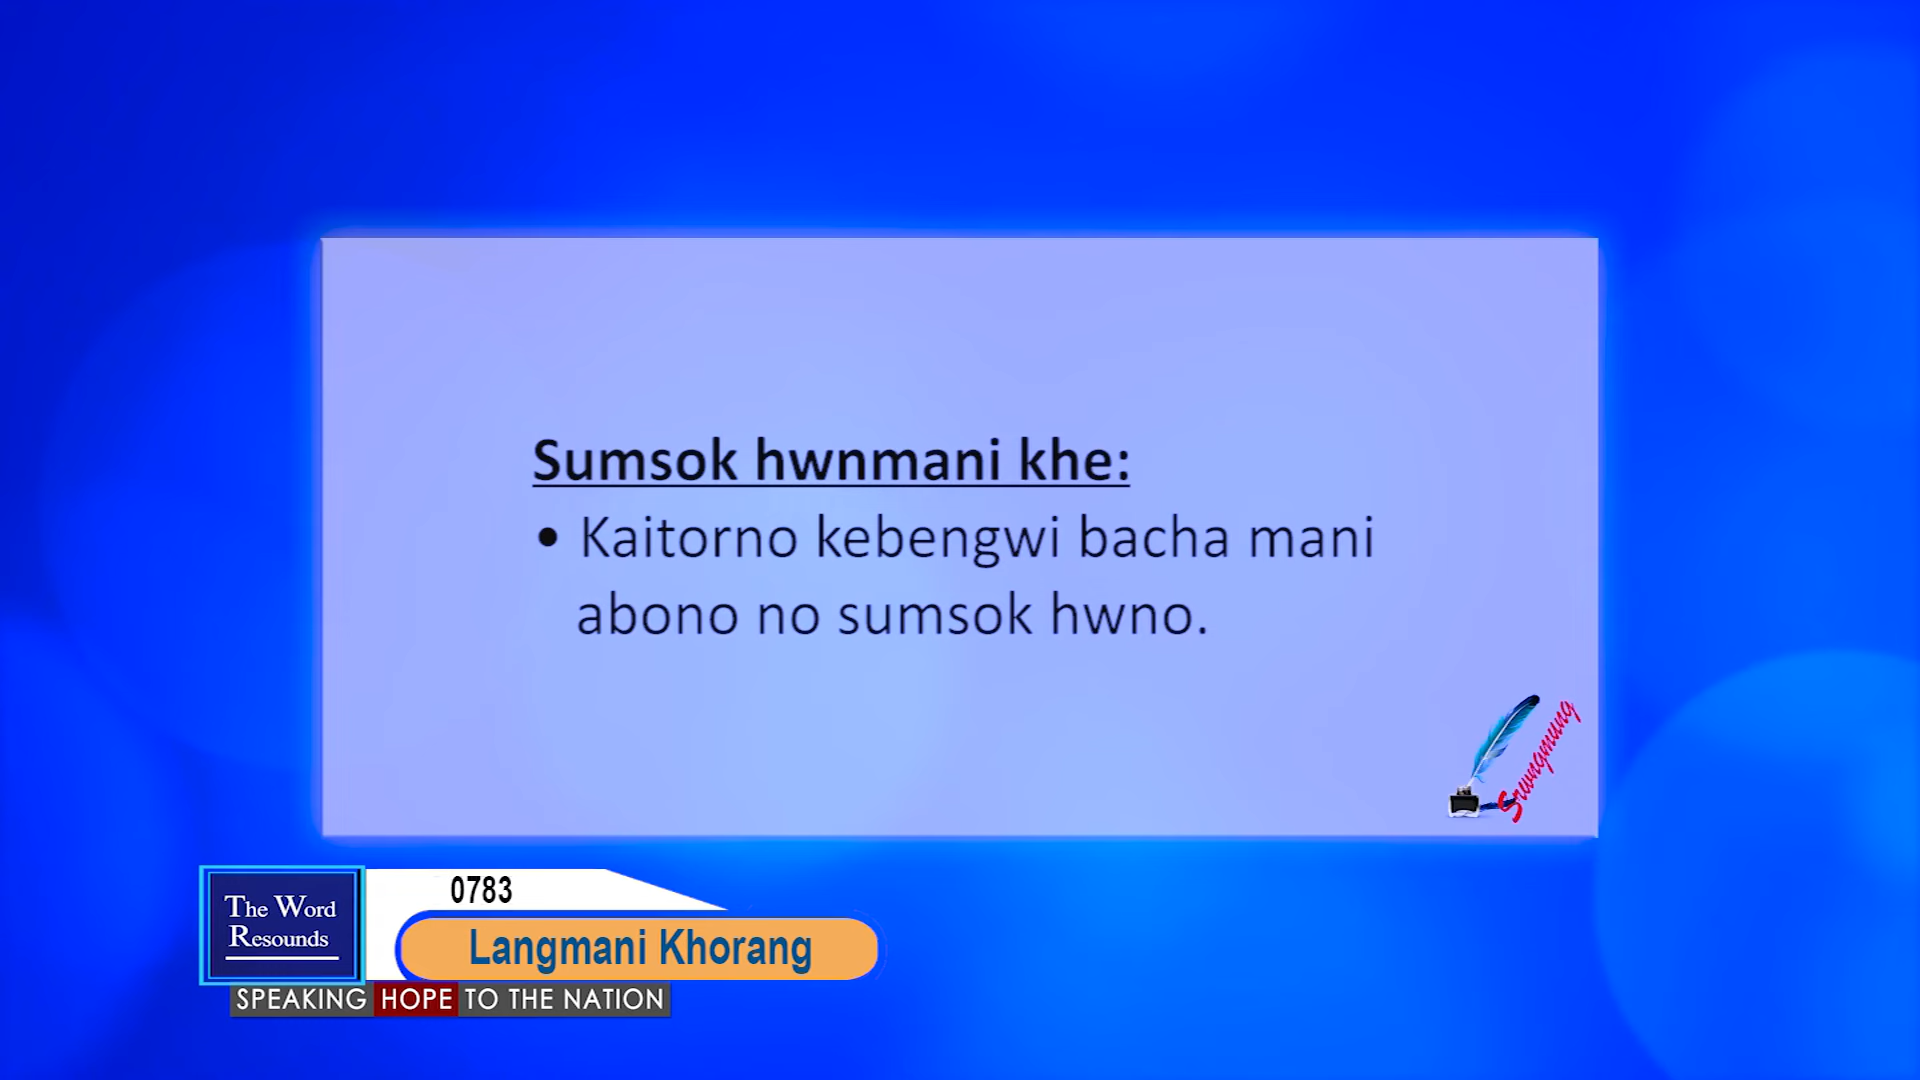 Sumsok hwnmani khe:
• Kaitorno kebengwi bacha mani
abono no sumsok hwno.
Srungmung
0783
The Word
Resounds
Langmani Khorang
SPEAKING HOPE TO THE NATION